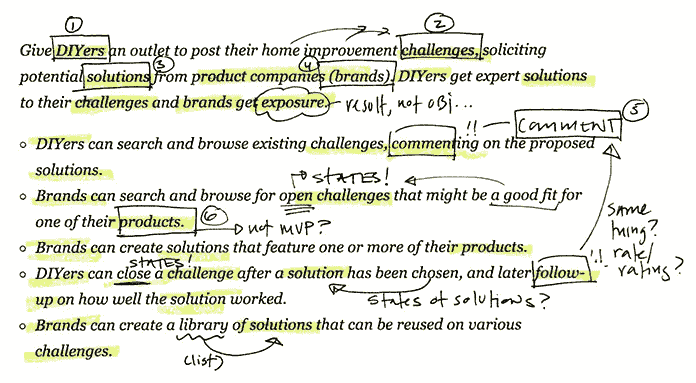 ① ②
Give DIYers an outlet to post their home improvement challenges, soliciting
③ ④
potential solutions from product companies (brands). DIYers get expert solutions
to their challenges and brands get exposure. - result, not obj...
⑤
!! - COMMENT
DIYers can search and browse existing challenges, commenting on the proposed
solutions.
STATES!
Brands can search and browse for open challenges that might be a good fit for
one of their products. ⑥ not MVP?
same
thing?
rate/
rating?
Brands can create solutions that feature one or more of their products.
STATES!
DIYers can close a challenge after a solution has been chosen, and later follow- !!
up on how well the solution worked. states of solutions?
Brands can create a library of solutions that can be reused on various
challenges.
(list)